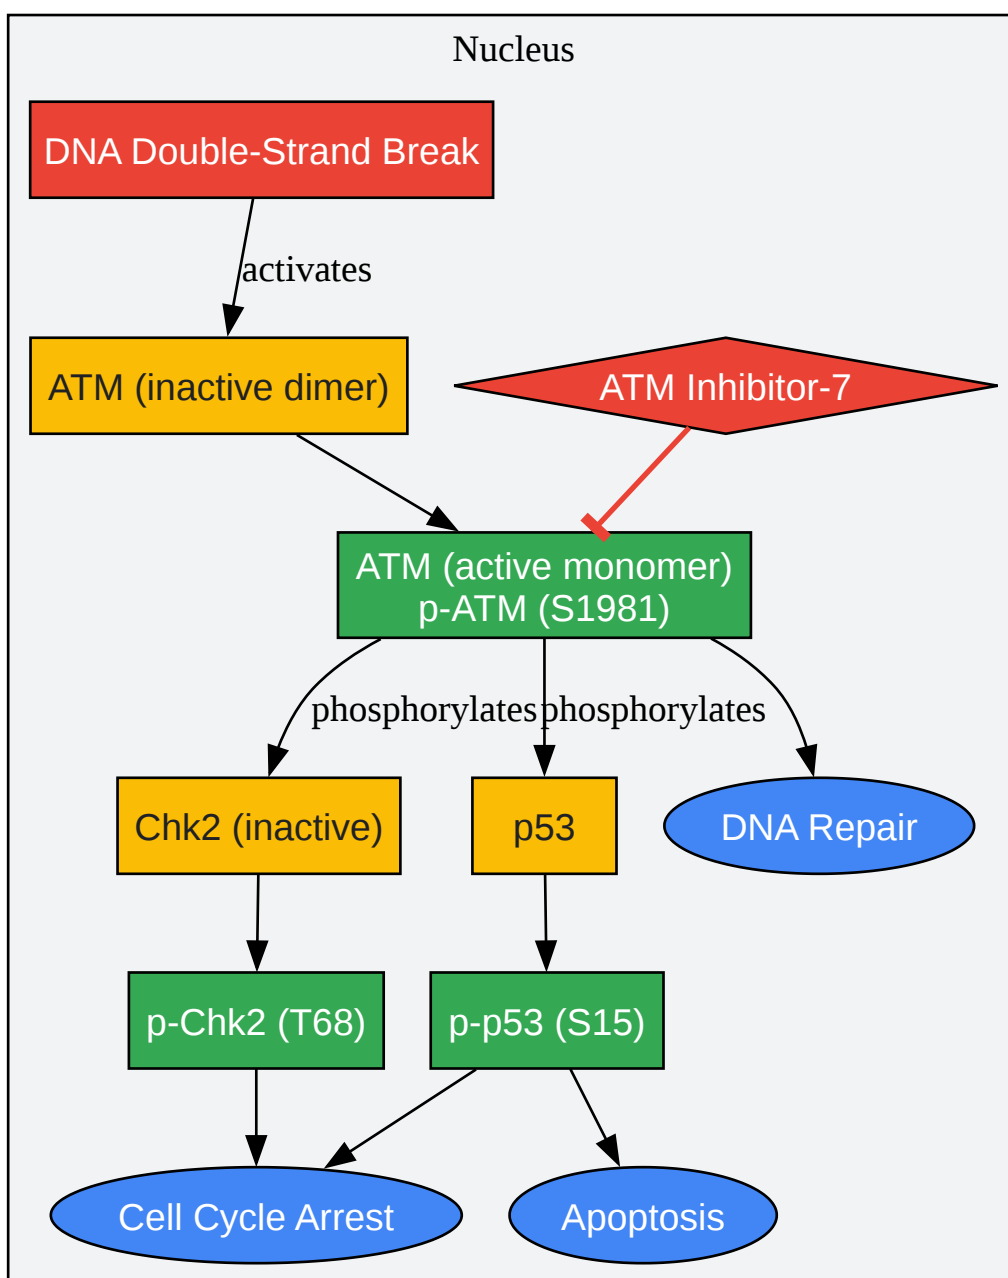 Nucleus
DNA Double-Strand Break
activates
ATM (inactive dimer)
ATM Inhibitor-7
ATM (active monomer)
p-ATM (S1981)
phosphorylates
phosphorylates
Chk2 (inactive)
p53
DNA Repair
p-Chk2 (T68)
p-p53 (S15)
Cell Cycle Arrest
Apoptosis